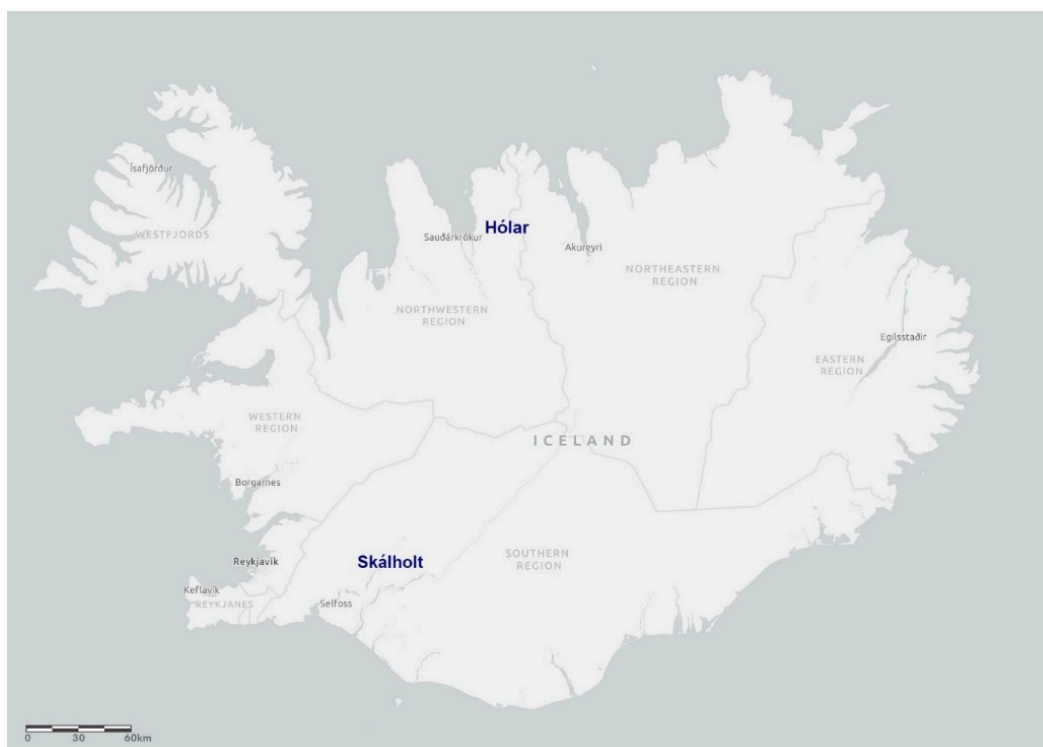 Ísafjörður
WESTFJORDS
Sauðárkrókur
Hólar
Akureyri
NORTHWESTERN
REGION
NORTHEASTERN
REGION
Egilsstaðir
EASTERN
REGION
WESTERN
REGION
ICELAND
Borgarnes
Reykjavík
Skálholt
SOUTHERN
REGION
Keflavík
REYKJANES
Selfoss
0 30 60km